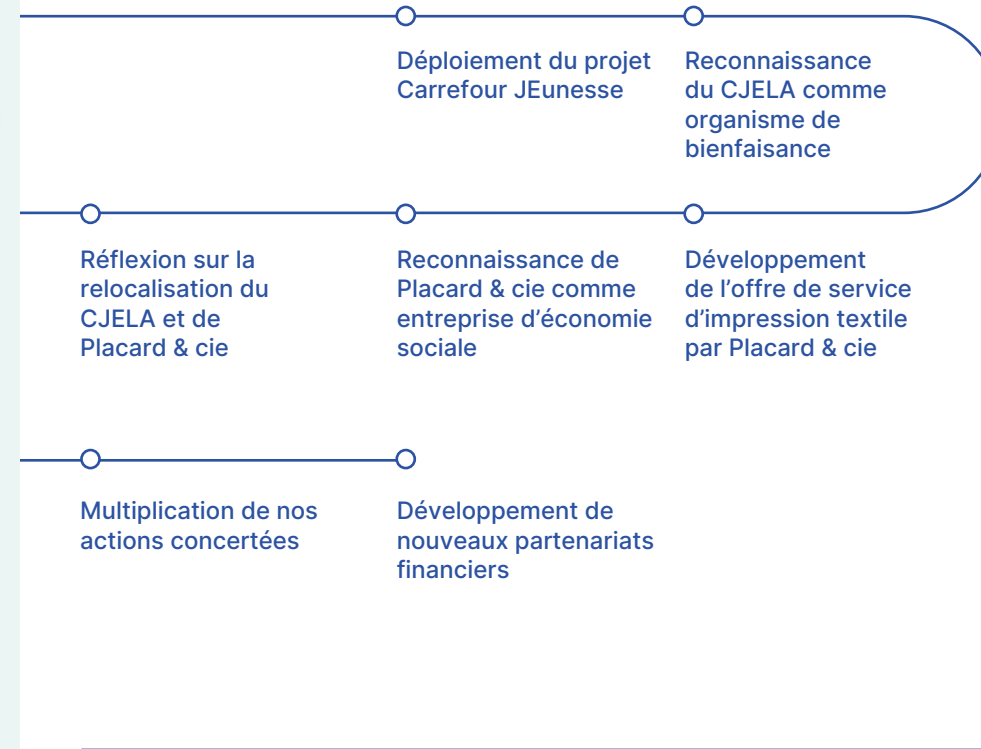 Déploiement du projet
Carrefour JEunesse
Reconnaissance
du CJELA comme
organisme de
bienfaisance
Réflexion sur la
relocalisation du
CJELA et de
Placard & cie
Reconnaissance de
Placard & cie comme
entreprise d'économie
sociale
Développement
de l'offre de service
d'impression textile
par Placard & cie
Multiplication de nos
actions concertées
Développement de
nouveaux partenariats
financiers